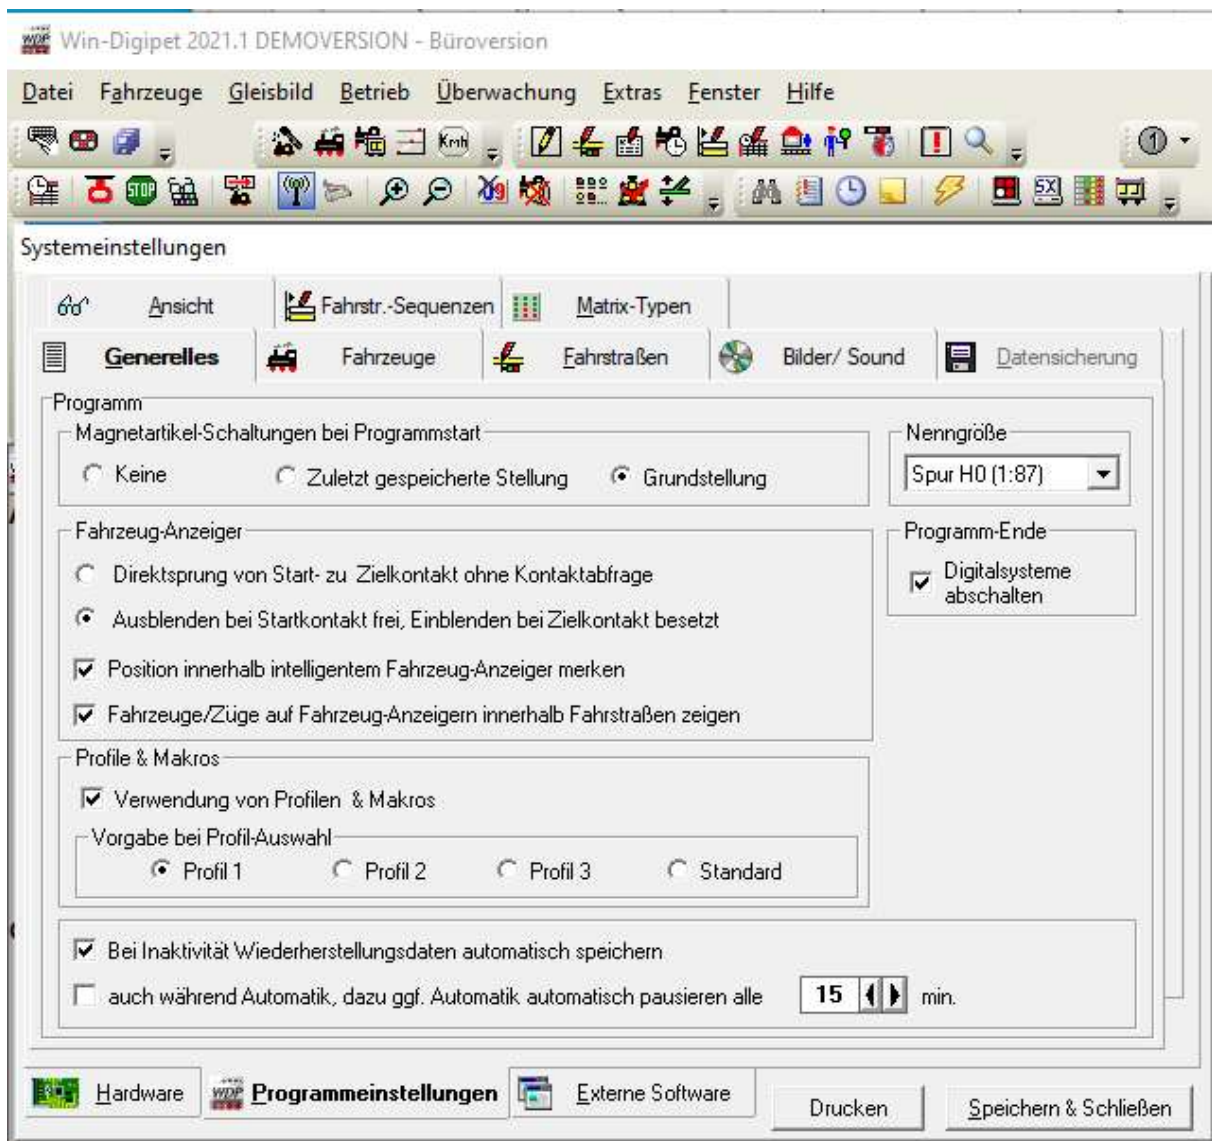 Win-Digipet 2021.1 DEMOVERSION - Büroversion
Datei Fahrzeuge Gleisbild Betrieb Überwachung Extras Fenster Hilfe
Kmh
1
STOP
SX
Systemeinstellungen
Ansicht Fahrstr.-Sequenzen Matrix-Typen
Generelles Fahrzeuge Fahrstraßen Bilder/ Sound Datensicherung
Programm
Magnetartikel-Schaltungen bei Programmstart
Keine Zuletzt gespeicherte Stellung Grundstellung
Nenngröße
Spur H0 (1:87)
Fahrzeug-Anzeiger
Direktsprung von Start- zu Zielkontakt ohne Kontaktabfrage
Ausblenden bei Startkontakt frei, Einblenden bei Zielkontakt besetzt
Position innerhalb intelligentem Fahrzeug-Anzeiger merken
Fahrzeuge/Züge auf Fahrzeug-Anzeigern innerhalb Fahrstraßen zeigen
Programm-Ende
Digitalsysteme
abschalten
Profile & Makros
Verwendung von Profilen & Makros
Vorgabe bei Profil-Auswahl
Profil 1 Profil 2 Profil 3 Standard
Bei Inaktivität Wiederherstellungsdaten automatisch speichern
auch während Automatik, dazu ggf. Automatik automatisch pausieren alle 15 min.
Hardware WDP Programmeinstellungen Externe Software
Drucken Speichern & Schließen